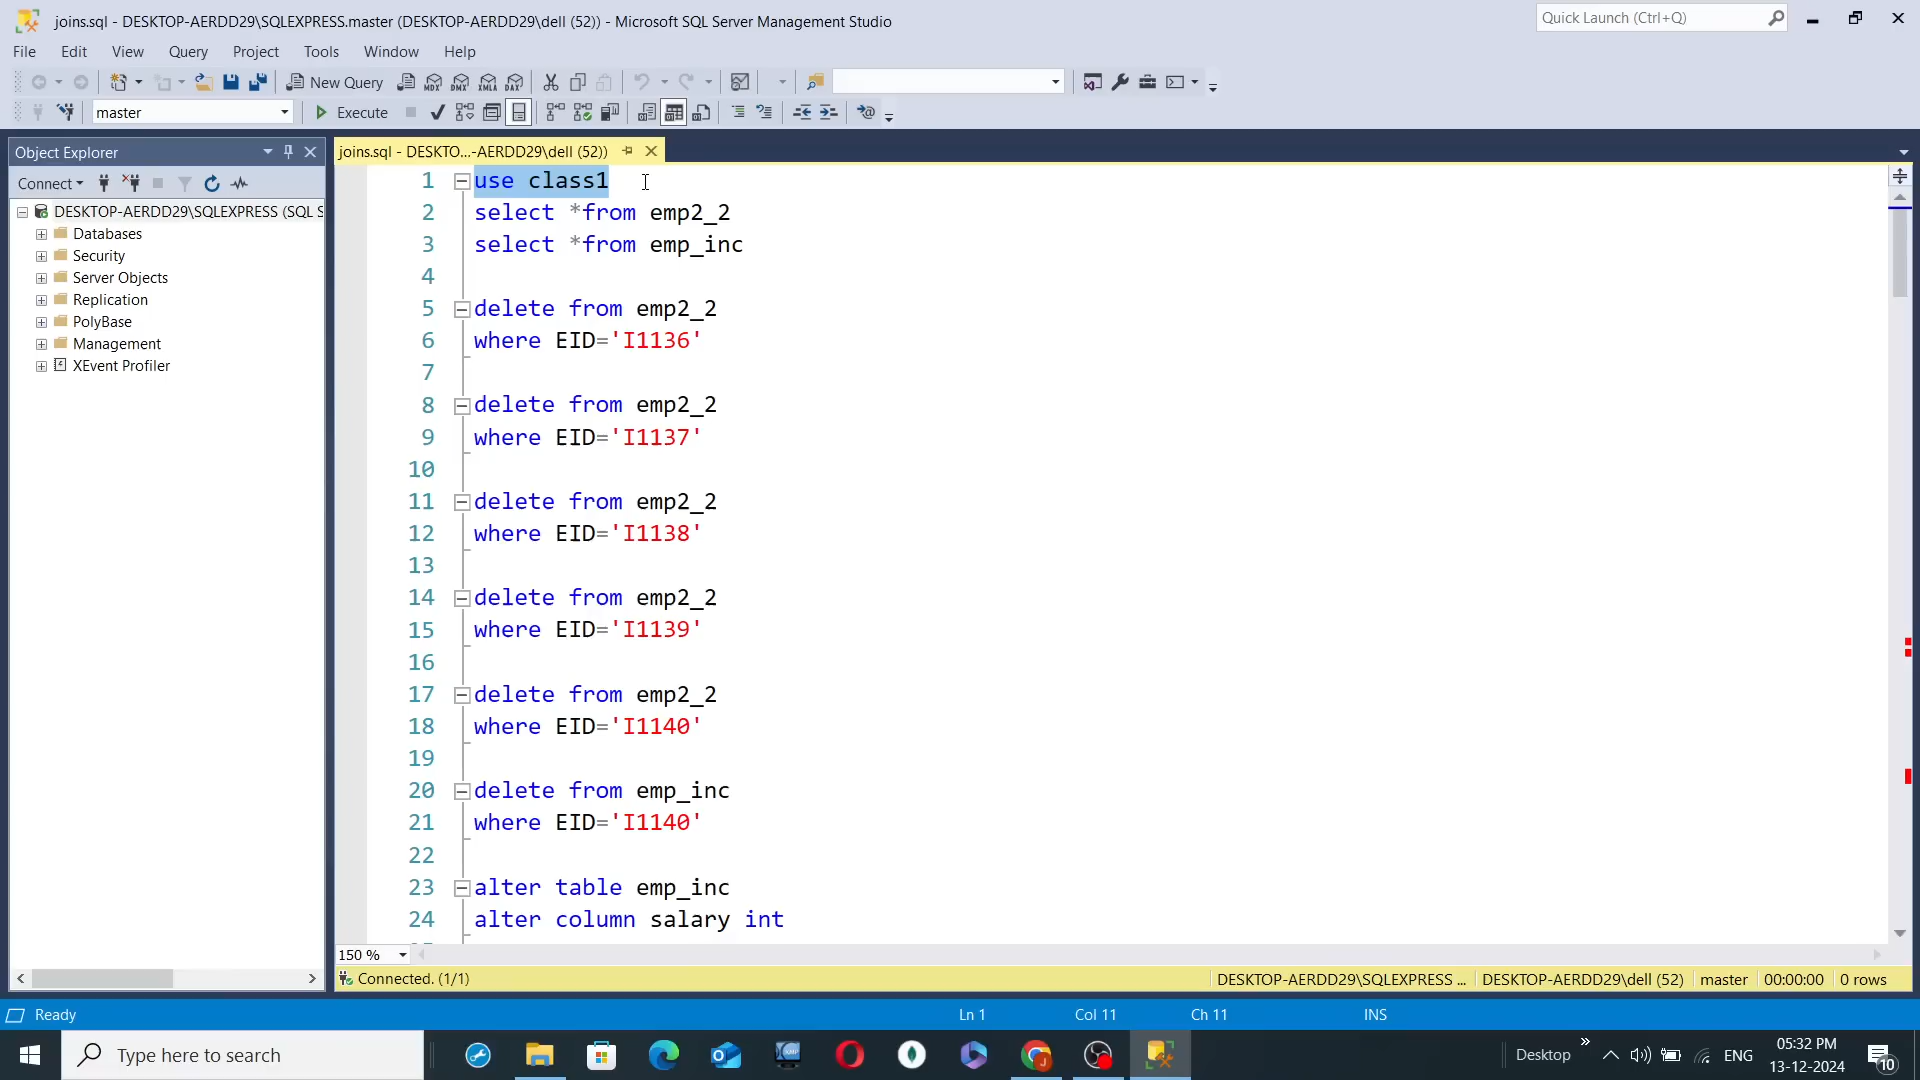 joins.sql - DESKTOP-AERDD29\SQLEXPRESS.master (DESKTOP-AERDD29\dell (52)) - Microsoft SQL Server Management Studio
Quick Launch (Ctrl+Q)
File Edit View Query Project Tools Window Help
New Query
MDX DMX XMLA DAX
master
Execute
Object Explorer
joins.sql - DESKTO...-AERDD29\dell (52))
Connect
DESKTOP-AERDD29\SQLEXPRESS (SQL S
Databases
Security
Server Objects
Replication
PolyBase
Management
XEvent Profiler
1 use class1
2 select *from emp2_2
3 select *from emp_inc
4
5 delete from emp2_2
6 where EID='I1136'
7
8 delete from emp2_2
9 where EID='I1137'
10
11 delete from emp2_2
12 where EID='I1138'
13
14 delete from emp2_2
15 where EID='I1139'
16
17 delete from emp2_2
18 where EID='I1140'
19
20 delete from emp_inc
21 where EID='I1140'
22
23 alter table emp_inc
24 alter column salary int
150 %
Connected. (1/1)
DESKTOP-AERDD29\SQLEXPRESS ... DESKTOP-AERDD29\dell (52) master 00:00:00 0 rows
Ready
Ln 1 Col 11 Ch 11 INS
Type here to search
Desktop
ENG
05:32 PM
13-12-2024
10